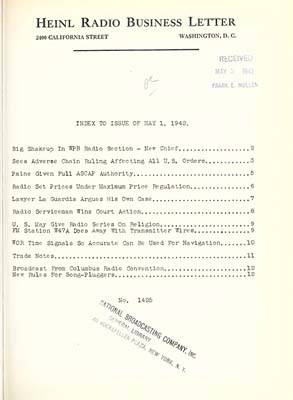 HEINL RADIO BUSINESS LETTER
2400 CALIFORNIA STREET WASHINGTON, D. C.
RECEIVED
MAY
FRANK E. MULLEN
INDEX TO ISSUE OF MAY 1, 1942.
Big Shakeup In WPB Radio Section - New Chief....................2
Sees Adverse Chain Ruling Affecting All U.S. Orders.............3
Paine Given Full ASCAP Authority................................5
Radio Set Prices Under Maximum Price Regulation.................6
Lawyer La Guardia Argues His Own Case...........................7
Radio Serviceman Wins Court Action..............................8
U. S. May Give Radio Series On Religion.........................9
FM Station W47A Does Away With Transmitter Wires................9
WOR Time Signals So Accurate Can Be Used For Navigation........10
Trade Notes....................................................11
Broadcast From Columbus Radio Convention.......................12
New Rules For Song-Pluggers....................................12
No. 1425
NATIONAL BROADCASTING COMPANY, INC.
GENERAL LIBRARY
30 ROCKEFELLER PLAZA, NEW YORK, N. Y.